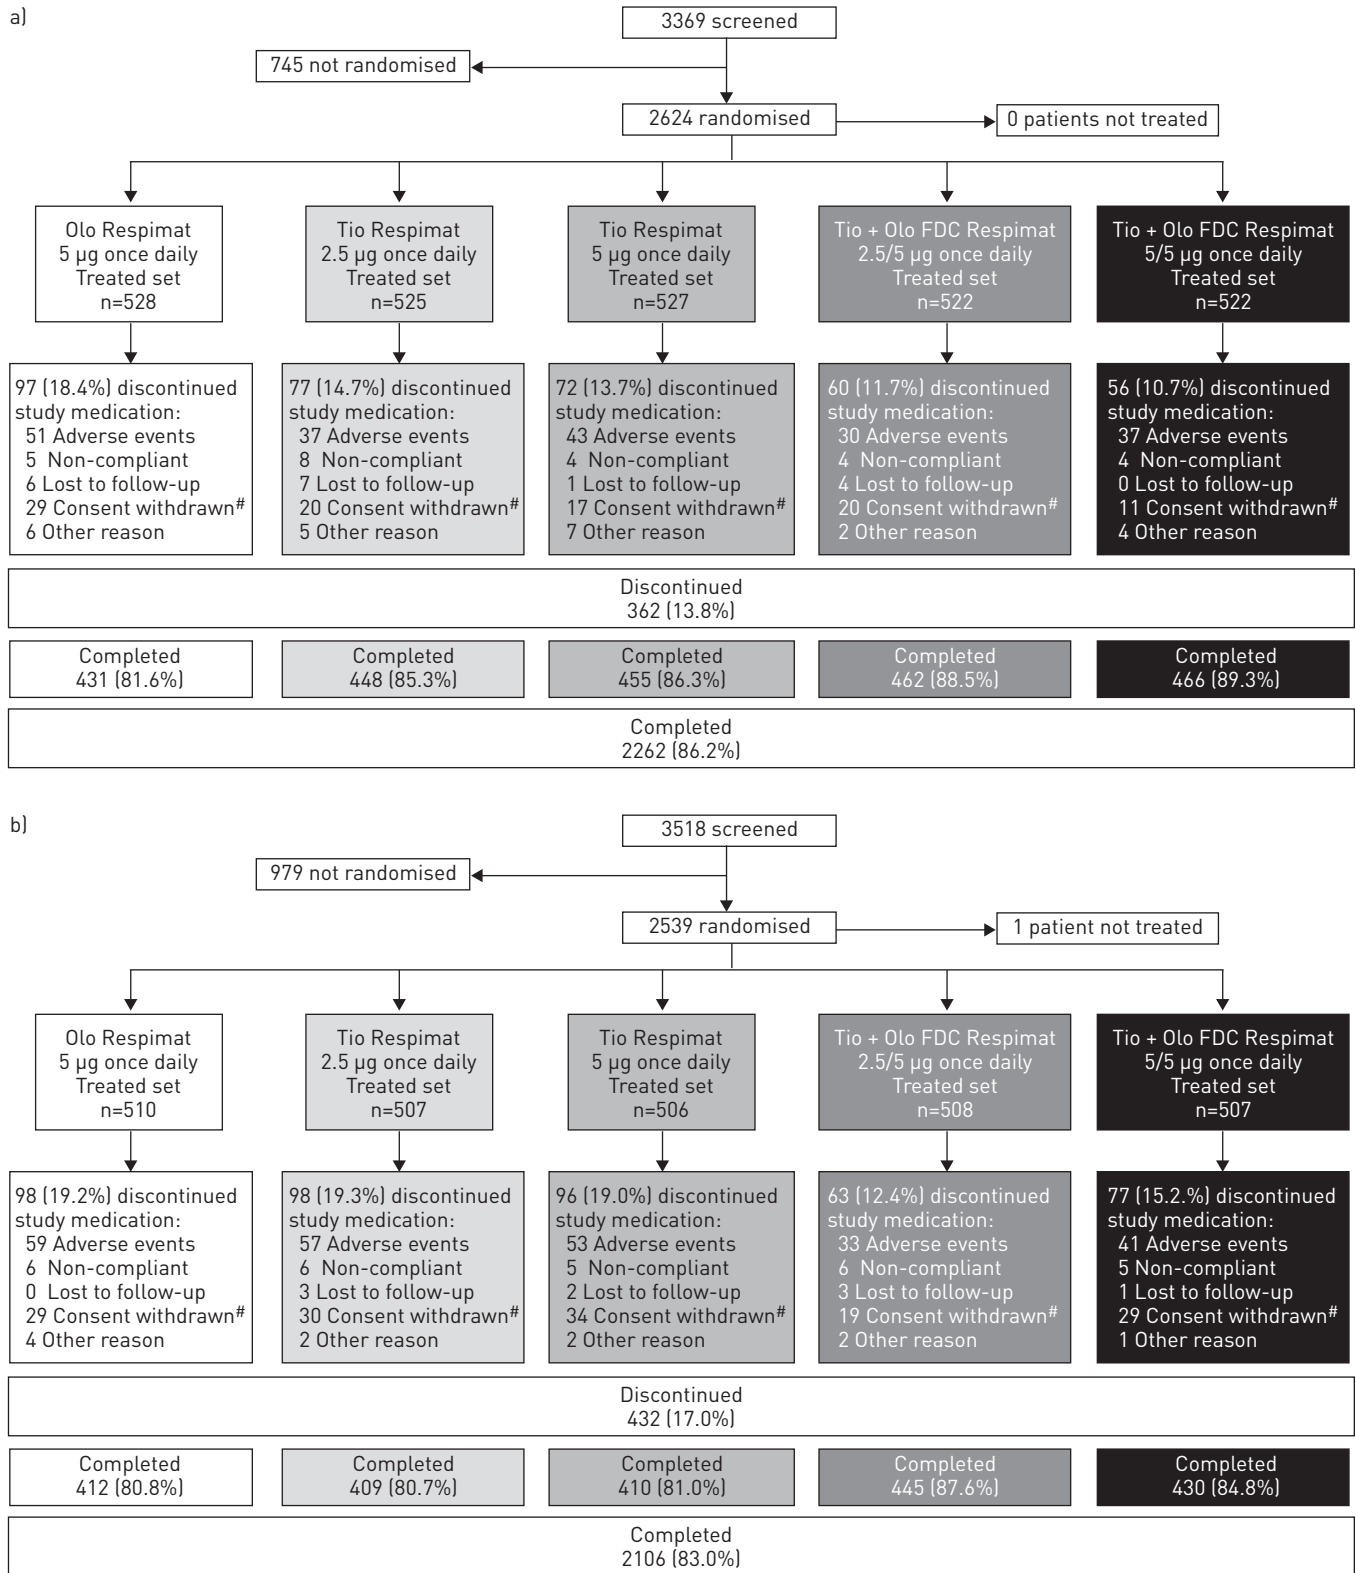 a)
3369 screened
745 not randomised
2624 randomised
0 patients not treated
Olo Respimat
5 µg once daily
Treated set
n=528
Tio Respimat
2.5 µg once daily
Treated set
n=525
Tio Respimat
5 µg once daily
Treated set
n=527
Tio + Olo FDC Respimat
2.5/5 µg once daily
Treated set
n=522
Tio + Olo FDC Respimat
5/5 µg once daily
Treated set
n=522
97 (18.4%) discontinued
study medication:
51 Adverse events
5 Non-compliant
6 Lost to follow-up
29 Consent withdrawn#
6 Other reason
77 (14.7%) discontinued
study medication:
37 Adverse events
8 Non-compliant
7 Lost to follow-up
20 Consent withdrawn#
5 Other reason
72 (13.7%) discontinued
study medication:
43 Adverse events
4 Non-compliant
1 Lost to follow-up
17 Consent withdrawn#
7 Other reason
60 (11.7%) discontinued
study medication:
30 Adverse events
4 Non-compliant
4 Lost to follow-up
20 Consent withdrawn#
2 Other reason
56 (10.7%) discontinued
study medication:
37 Adverse events
4 Non-compliant
0 Lost to follow-up
11 Consent withdrawn#
4 Other reason
Discontinued
362 (13.8%)
Completed
431 (81.6%)
Completed
448 (85.3%)
Completed
455 (86.3%)
Completed
462 (88.5%)
Completed
466 (89.3%)
Completed
2262 (86.2%)
b)
3518 screened
979 not randomised
2539 randomised
1 patient not treated
Olo Respimat
5 µg once daily
Treated set
n=510
Tio Respimat
2.5 µg once daily
Treated set
n=507
Tio Respimat
5 µg once daily
Treated set
n=506
Tio + Olo FDC Respimat
2.5/5 µg once daily
Treated set
n=508
Tio + Olo FDC Respimat
5/5 µg once daily
Treated set
n=507
98 (19.2%) discontinued
study medication:
59 Adverse events
6 Non-compliant
0 Lost to follow-up
29 Consent withdrawn#
4 Other reason
98 (19.3%) discontinued
study medication:
57 Adverse events
6 Non-compliant
3 Lost to follow-up
30 Consent withdrawn#
2 Other reason
96 (19.0%) discontinued
study medication:
53 Adverse events
5 Non-compliant
2 Lost to follow-up
34 Consent withdrawn#
2 Other reason
63 (12.4%) discontinued
study medication:
33 Adverse events
6 Non-compliant
3 Lost to follow-up
19 Consent withdrawn#
2 Other reason
77 (15.2.%) discontinued
study medication:
41 Adverse events
5 Non-compliant
1 Lost to follow-up
29 Consent withdrawn#
1 Other reason
Discontinued
432 (17.0%)
Completed
412 (80.8%)
Completed
409 (80.7%)
Completed
410 (81.0%)
Completed
445 (87.6%)
Completed
430 (84.8%)
Completed
2106 (83.0%)